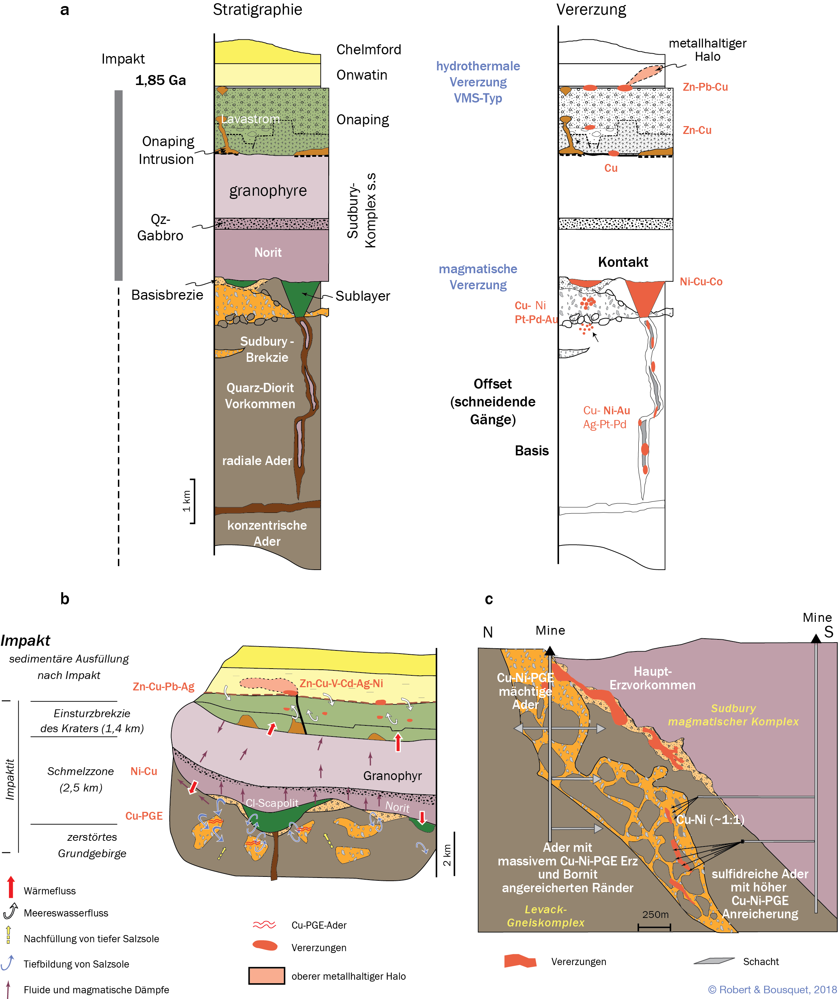 a
Stratigraphie
Vererzung
Impakt
1,85 Ga
Chelmford
Onwatin
Onaping
Lavastrom
Onaping
Intrusion
granophyre
Qz-
Gabbro
Norit
Sudbury-
Komplex s.s
Basisbrezie
Sublayer
Sudbury -
Brekzie
Quarz-Diorit
Vorkommen
radiale Ader
1 km
konzentrische
Ader
metallhaltiger
Halo
hydrothermale
Vererzung
VMS-Typ
Zn-Pb-Cu
Zn-Cu
Cu
Kontakt
magmatische
Vererzung
Ni-Cu-Co
Cu- Ni
Pt-Pd-Au
Offset
(schneidende
Gänge)
Cu- Ni-Au
Ag-Pt-Pd
Basis
b
Impakt
sedimentäre Ausfüllung
nach Impakt
Zn-Cu-Pb-Ag
Zn-Cu-V-Cd-Ag-Ni
Impaktit
Einsturzbrekzie
des Kraters (1,4 km)
Schmelzzone
(2,5 km)
Ni-Cu
Granophyr
Cl-Scapolit
Norit
Cu-PGE
zerstörtes
Grundgebirge
2 km
Wärmefluss
Meereswasserfluss
Nachfüllung von tiefer Salzsole
Tiefbildung von Salzsole
Fluide und magmatische Dämpfe
Cu-PGE-Ader
Vererzungen
oberer metallhaltiger Halo
c
N
Mine
Mine
S
Cu-Ni-PGE
mächtige
Ader
Haupt-
Erzvorkommen
Sudbury
magmatischer Komplex
Cu-Ni (~1:1)
Ader mit
massivem Cu-Ni-PGE Erz
und Bornit
angereicherten Ränder
sulfidreiche Ader
mit höher
Cu-Ni-PGE
Anreicherung
Levack-
Gneiskomplex
250m
Vererzungen
Schacht
© Robert & Bousquet, 2018